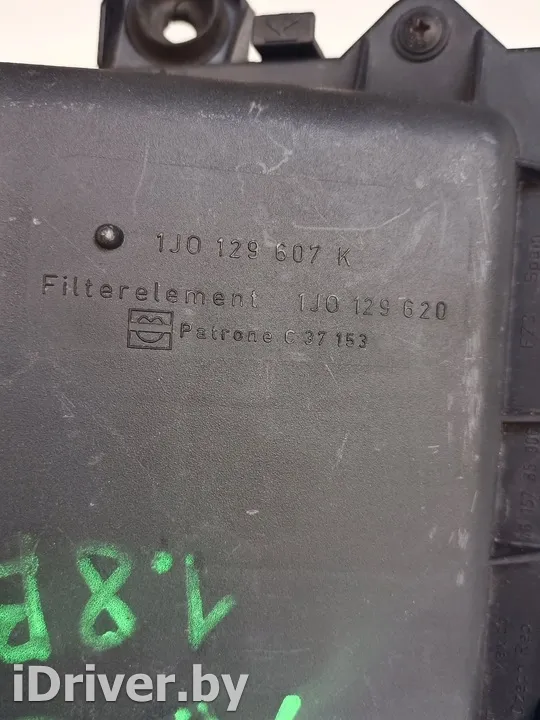 1J0 129 607 K
Filterelement 1J0 129 620
Patrone C 37 153
1.8
iDriver.by